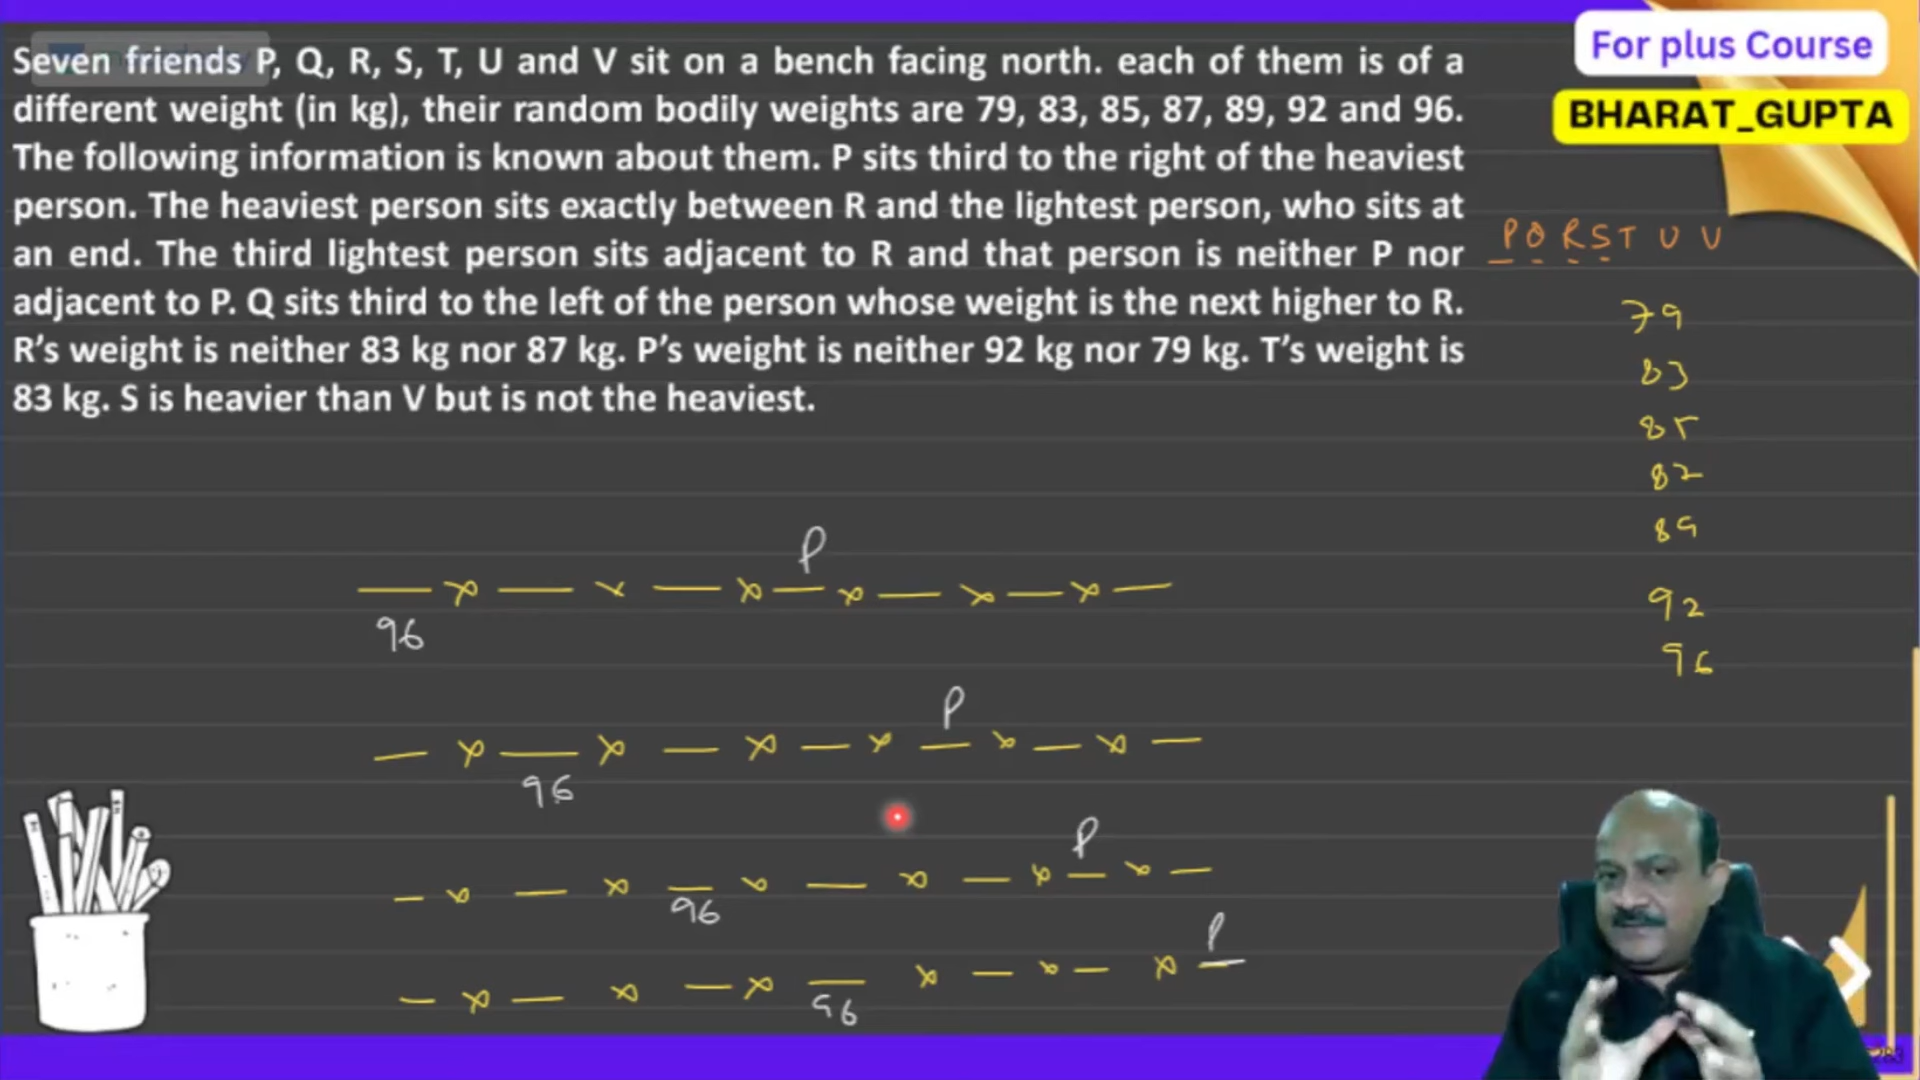 Seven friends P, Q, R, S, T, U and V sit on a bench facing north. each of them is of a
different weight (in kg), their random bodily weights are 79, 83, 85, 87, 89, 92 and 96.
The following information is known about them. P sits third to the right of the heaviest
person. The heaviest person sits exactly between R and the lightest person, who sits at
an end. The third lightest person sits adjacent to R and that person is neither P nor
adjacent to P. Q sits third to the left of the person whose weight is the next higher to R.
R's weight is neither 83 kg nor 87 kg. P's weight is neither 92 kg nor 79 kg. T's weight is
83 kg. S is heavier than V but is not the heaviest.
For plus Course
BHARAT_GUPTA
P Q R S T U V
79
83
85
87
89
92
96
P
96
P
96
P
96
P
96